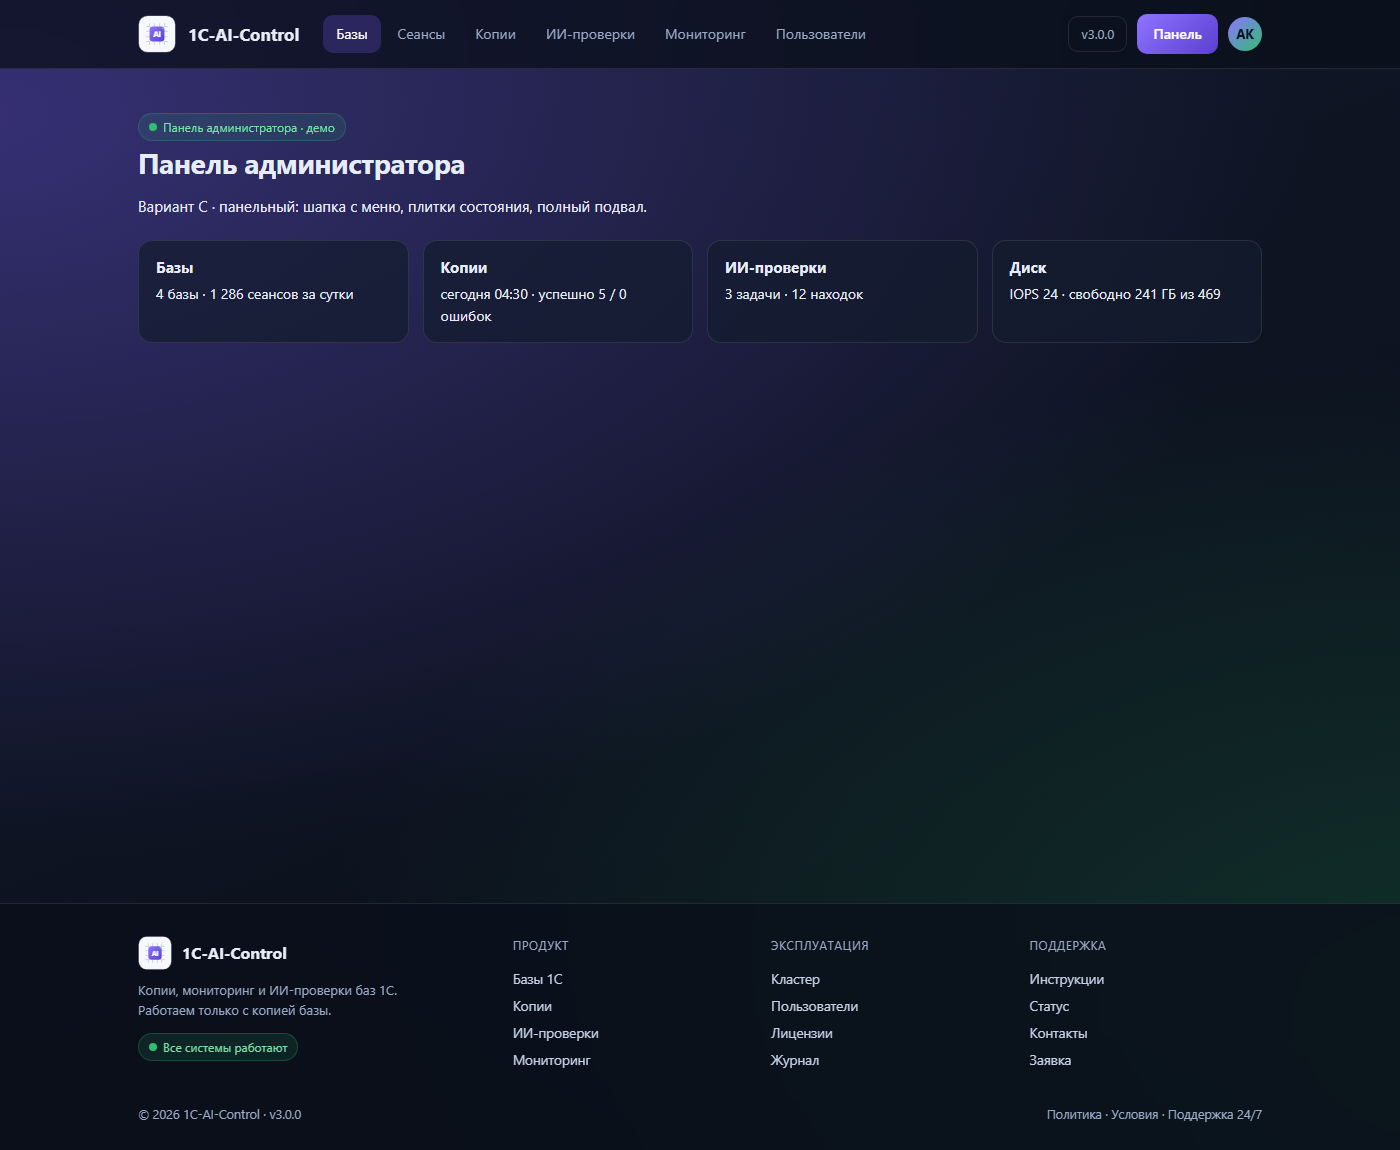 AI
1C-AI-Control
Базы
Сеансы
Копии
ИИ-проверки
Мониторинг
Пользователи
v3.0.0
Панель
АК
Панель администратора · демо
Панель администратора
Вариант C · панельный: шапка с меню, плитки состояния, полный подвал.
Базы
4 базы · 1 286 сеансов за сутки
Копии
сегодня 04:30 · успешно 5 / 0
ошибок
ИИ-проверки
3 задачи · 12 находок
Диск
IOPS 24 · свободно 241 ГБ из 469
AI
1C-AI-Control
Копии, мониторинг и ИИ-проверки баз 1С.
Работаем только с копией базы.
Все системы работают
ПРОДУКТ
Базы 1С
Копии
ИИ-проверки
Мониторинг
ЭКСПЛУАТАЦИЯ
Кластер
Пользователи
Лицензии
Журнал
ПОДДЕРЖКА
Инструкции
Статус
Контакты
Заявка
© 2026 1C-AI-Control · v3.0.0
Политика · Условия · Поддержка 24/7